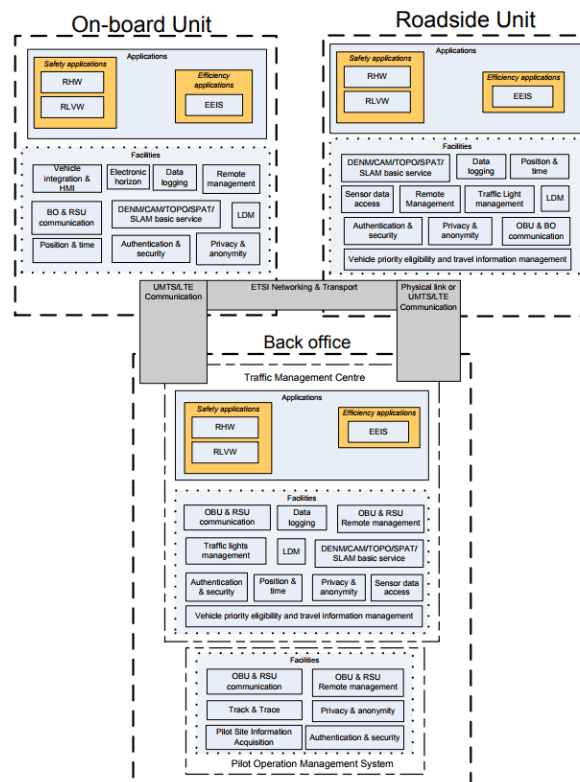 On-board Unit
Applications
Safety applications
RHW
RLVW
Efficiency
applications
EEIS
Facilities
Vehicle
integration &
HMI
Electronic
horizon
Data
logging
Remote
management
BO & RSU
communication
DENM/CAM/TOPO/SPAT/
SLAM basic service
LDM
Position & time
Authentication &
security
Privacy &
anonymity
Roadside Unit
Applications
Safety applications
RHW
RLVW
Efficiency applications
EEIS
Facilities
DENM/CAM/TOPO/SPAT/
SLAM basic service
Data
logging
Position &
time
Sensor data
access
Remote
Management
Traffic Light
management
LDM
Authentication &
security
Privacy &
anonymity
OBU & BO
communication
Vehicle priority eligibility and travel information management
UMTS/LTE
Communication
ETSI Networking & Transport
Physical link or
UMTS/LTE
Communication
Back office
Traffic Management Centre
Applications
Safety applications
RHW
RLVW
Efficiency applications
EEIS
Facilities
OBU & RSU
communication
Data
logging
OBU & RSU
Remote management
Traffic lights
management
LDM
DENM/CAM/TOPO/SPAT/
SLAM basic service
Authentication
& security
Position &
time
Privacy &
anonymity
Sensor data
access
Vehicle priority eligibility and travel information management
Facilities
OBU & RSU
communication
OBU & RSU
Remote management
Track & Trace
Privacy & anonymity
Pilot Site Information
Acquisition
Authentication & security
Pilot Operation Management System